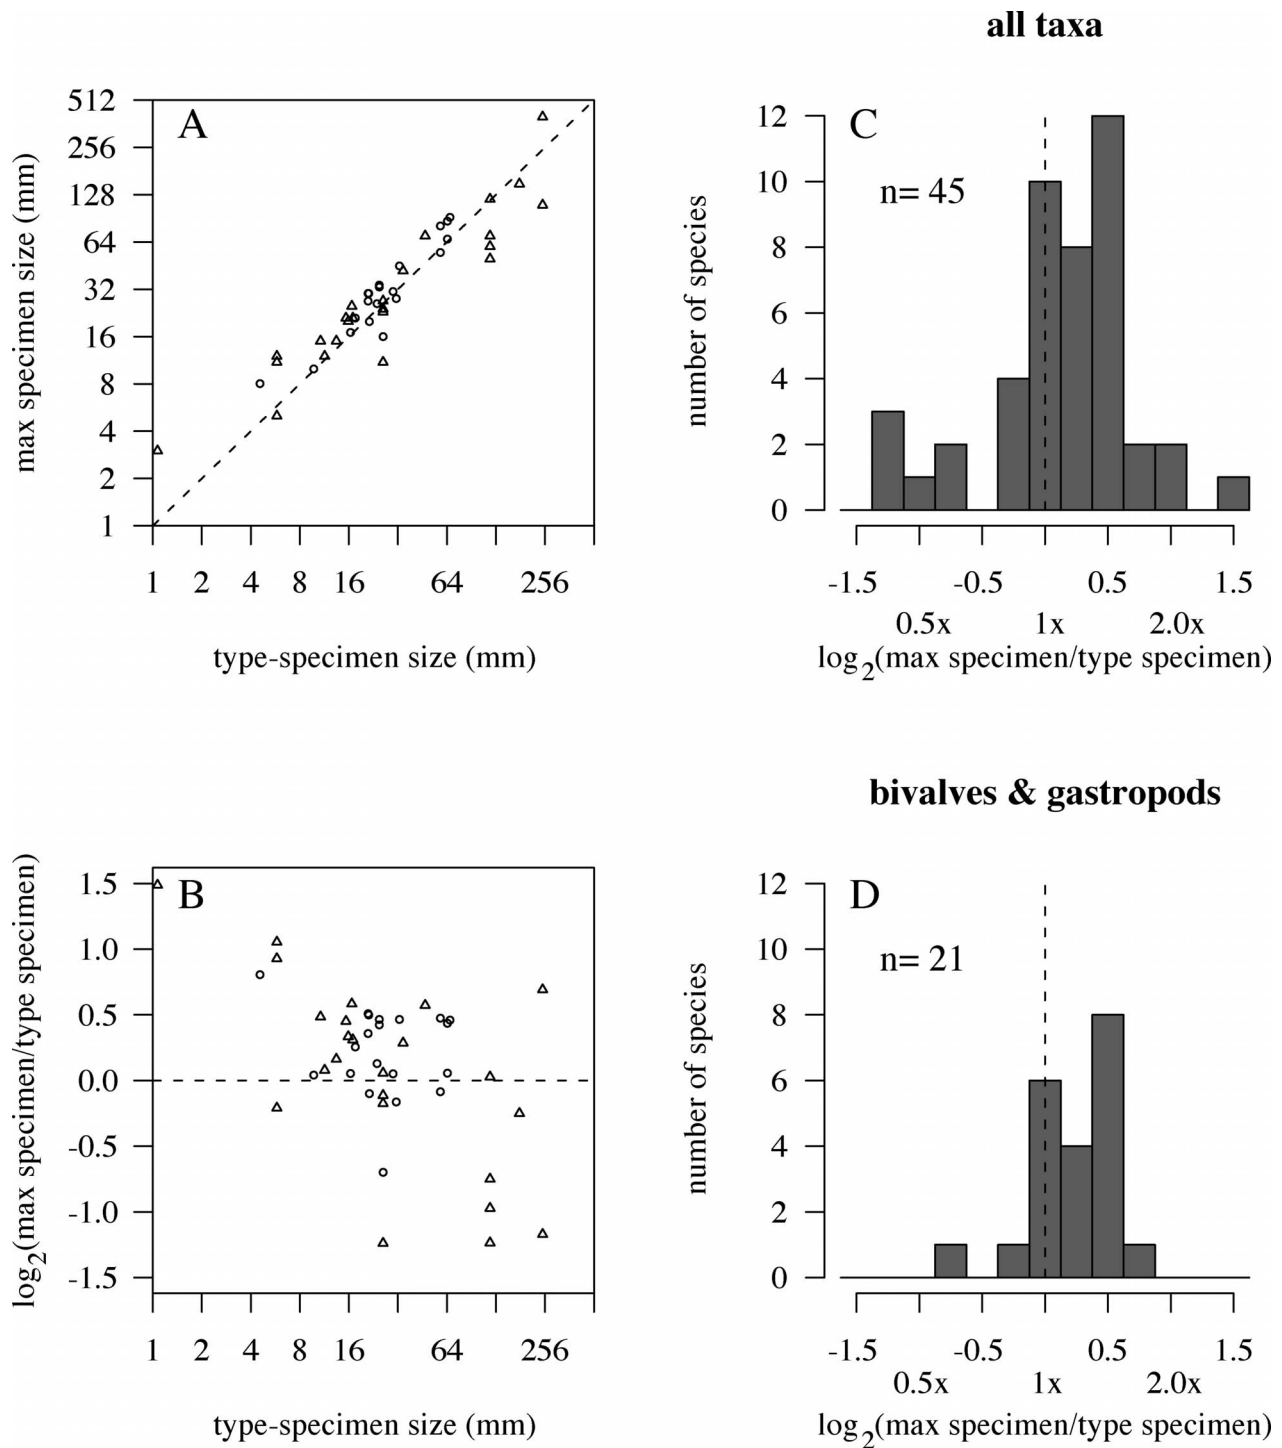 all taxa
A
512
256
128
64
32
16
8
4
2
1
max specimen size (mm)
1 2 4 8 16 64 256
type-specimen size (mm)
C
n= 45
12
10
8
6
4
2
0
number of species
-1.5 -0.5 0.5 1.5
0.5x 1x 2.0x
log2(max specimen/type specimen)
B
1.5
1.0
0.5
0.0
-0.5
-1.0
-1.5
log2(max specimen/type specimen)
1 2 4 8 16 64 256
type-specimen size (mm)
bivalves & gastropods
D
n= 21
12
10
8
6
4
2
0
number of species
-1.5 -0.5 0.5 1.5
0.5x 1x 2.0x
log2(max specimen/type specimen)